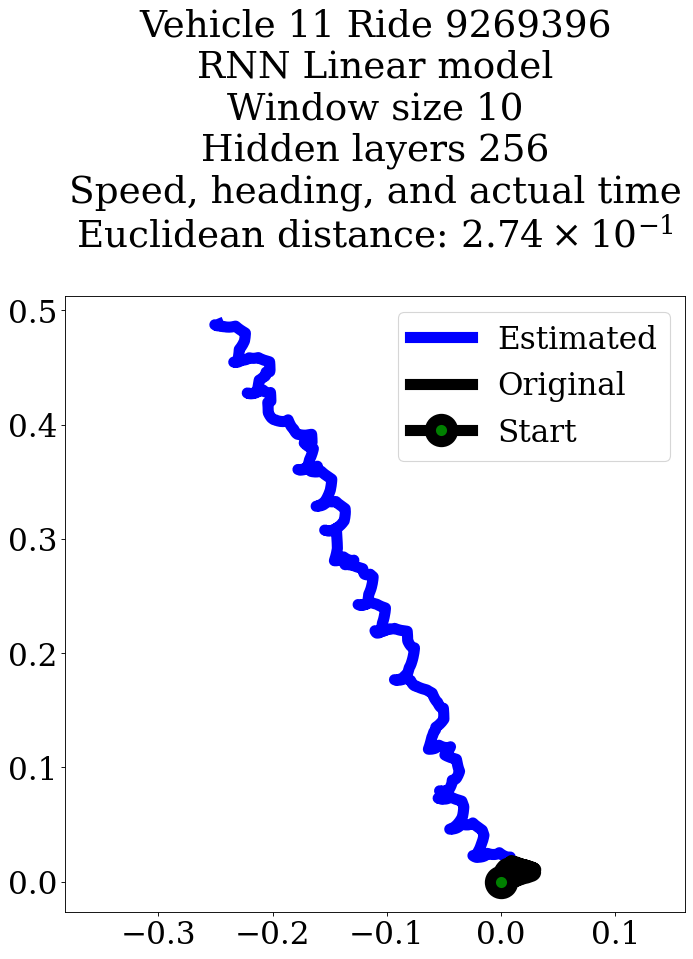 Vehicle 11 Ride 9269396
RNN Linear model
Window size 10
Hidden layers 256
Speed, heading, and actual time
Euclidean distance: 2.74 × 10⁻¹
Estimated
Original
Start
0.5
0.4
0.3
0.2
0.1
0.0
−0.3 −0.2 −0.1 0.0 0.1